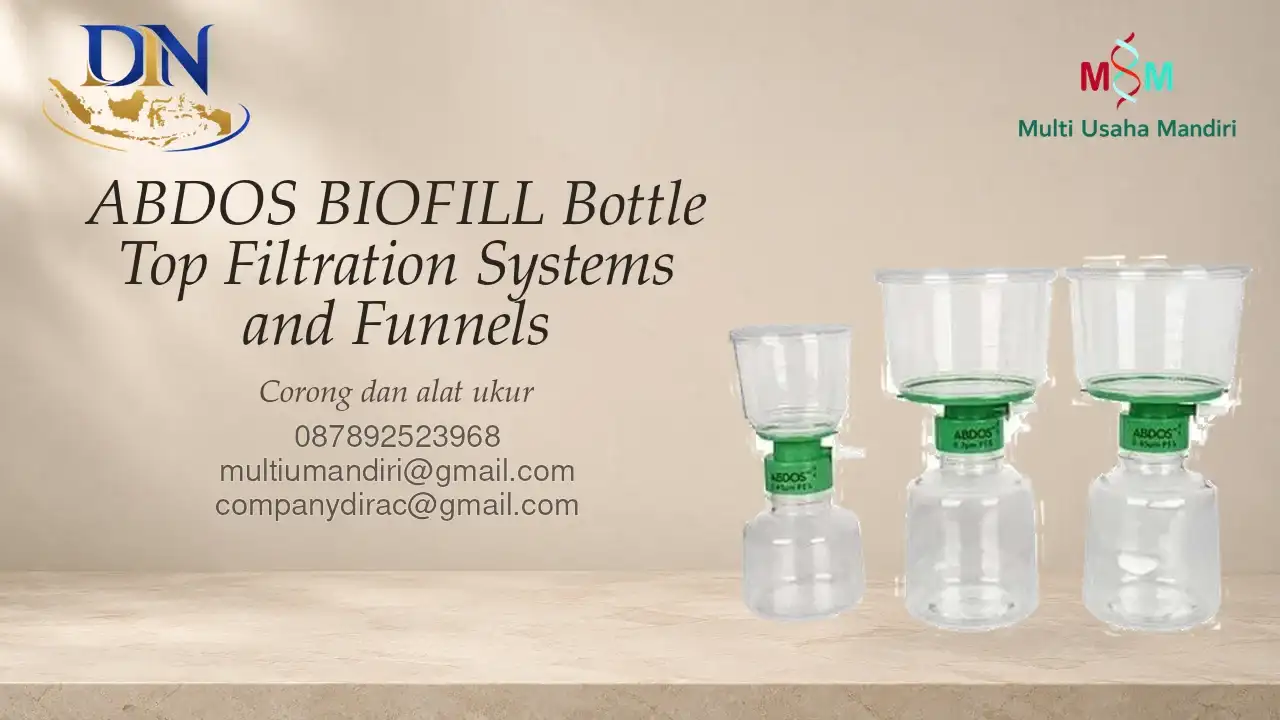 DN
MSM
Multi Usaha Mandiri
ABDOS BIOFILL Bottle
Top Filtration Systems
and Funnels
Corong dan alat ukur
087892523968
multiumandiri@gmail.com
companydirac@gmail.com
ABDOS
ABDOS
ABDOS